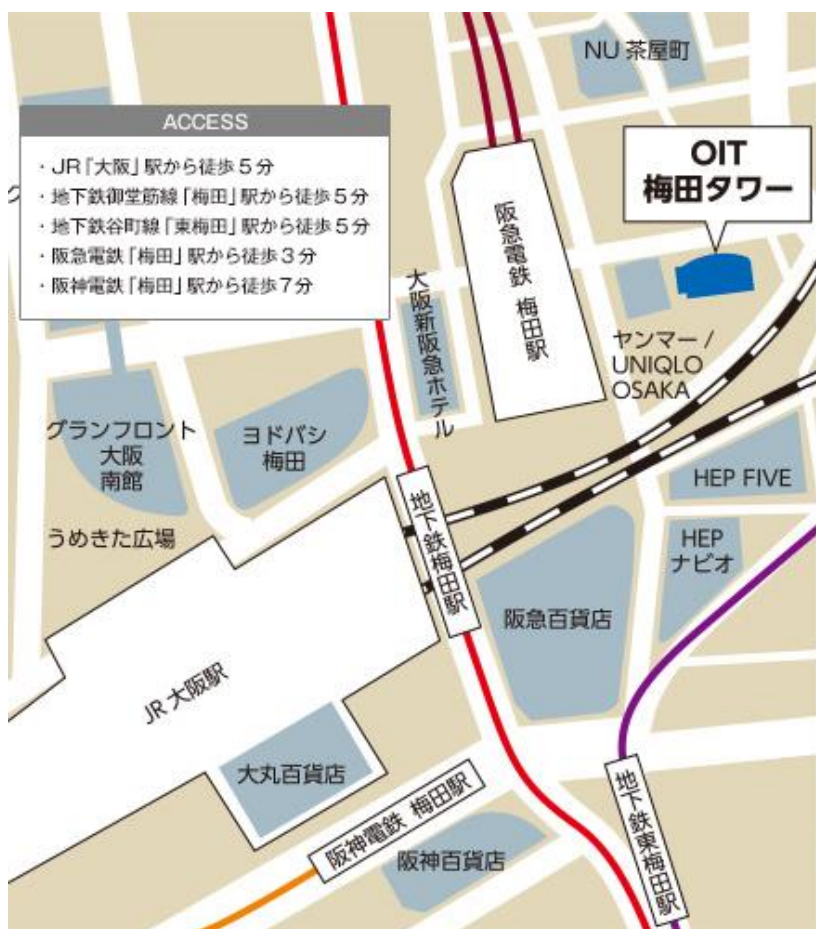 NU 茶屋町
ACCESS
・JR「大阪」駅から徒歩5分
・地下鉄御堂筋線「梅田」駅から徒歩5分
・地下鉄谷町線「東梅田」駅から徒歩5分
・阪急電鉄「梅田」駅から徒歩3分
・阪神電鉄「梅田」駅から徒歩7分
OIT
梅田タワー
阪急電鉄 梅田駅
大阪新阪急ホテル
ヤンマー /
UNIQLO
OSAKA
グランフロント
大阪
南館
ヨドバシ
梅田
HEP FIVE
うめきた広場
地下鉄梅田駅
HEP
ナビオ
阪急百貨店
JR 大阪駅
大丸百貨店
阪神電鉄 梅田駅
地下鉄東梅田駅
阪神百貨店